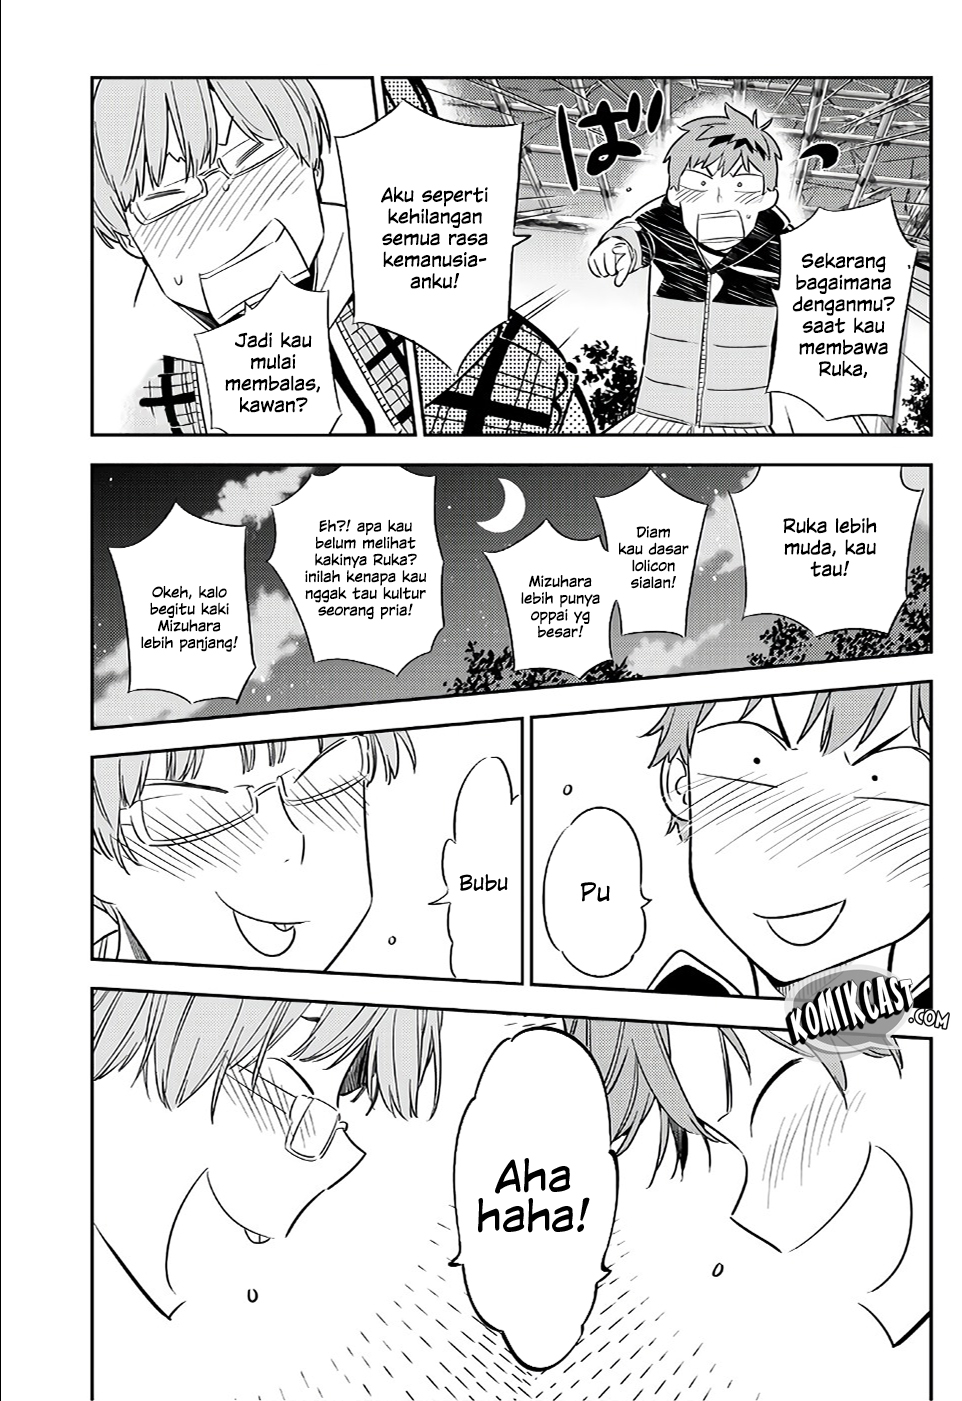 ばっ
Sekarang
bagaimana
denganmu?
saat kau
membawa
Ruka,
Aku seperti
kehilangan
semua rasa
kemanusia-
anku!
Jadi kau
mulai
membalas,
kawan?
Ruka lebih
muda, kau
tau!
Diam
kau dasar
lolicon
sialan!
Mizuhara
lebih punya
oppai yg
besar!
Eh?! apa kau
belum melihat
kakinya Ruka?
inilah kenapa kau
nggak tau kultur
seorang pria!
Okeh, kalo
begitu kaki
Mizuhara
lebih panjang!
Pu
Bubu
KOMIKCAST
.COM
Aha
haha!